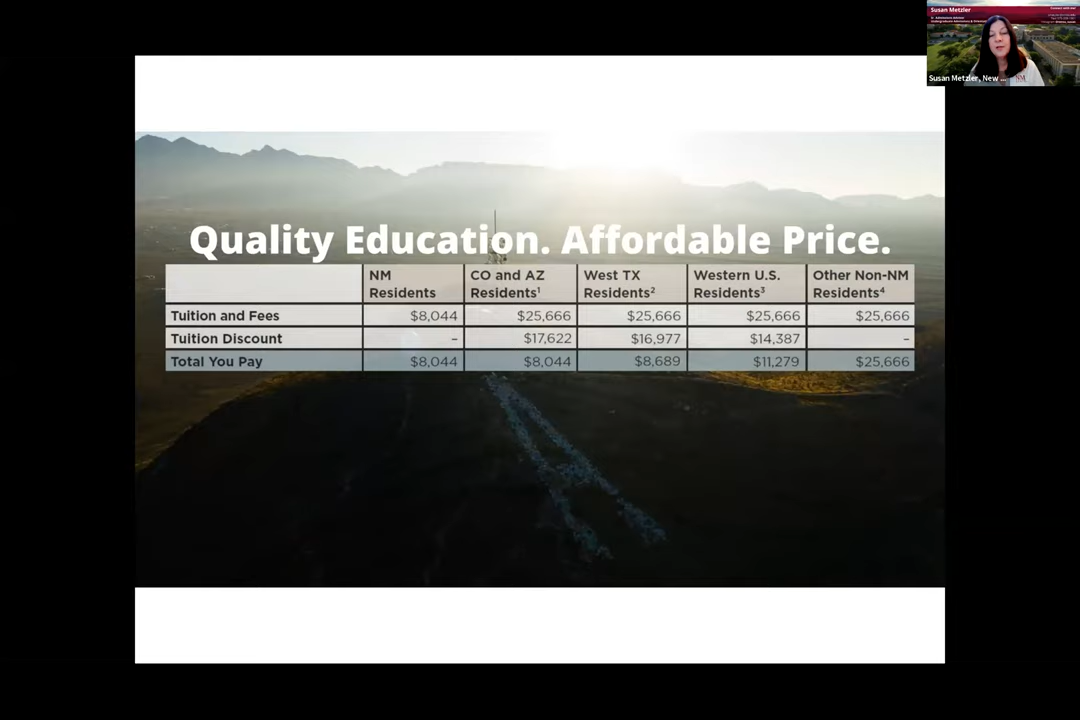 Susan Metzler
Susan Metzler, New ...
Quality Education. Affordable Price.
NM Residents CO and AZ Residents¹ West TX Residents² Western U.S. Residents³ Other Non-NM Residents⁴
Tuition and Fees $8,044 $25,666 $25,666 $25,666 $25,666
Tuition Discount – $17,622 $16,977 $14,387 –
Total You Pay $8,044 $8,044 $8,689 $11,279 $25,666